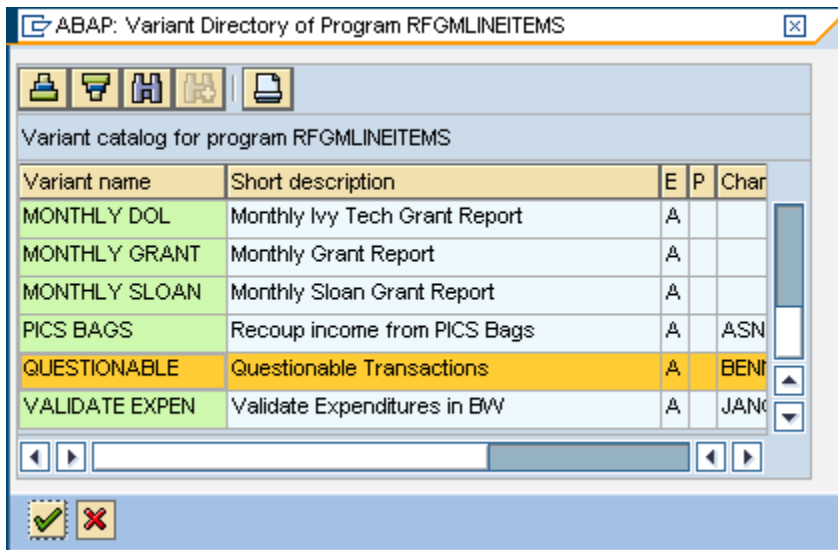 ABAP: Variant Directory of Program RFGMLINEITEMS
Variant catalog for program RFGMLINEITEMS
Variant name Short description E P Char
MONTHLY DOL Monthly Ivy Tech Grant Report A
MONTHLY GRANT Monthly Grant Report A
MONTHLY SLOAN Monthly Sloan Grant Report A
PICS BAGS Recoup income from PICS Bags A ASN
QUESTIONABLE Questionable Transactions A
VALIDATE EXPEN Validate Expenditures in BW A